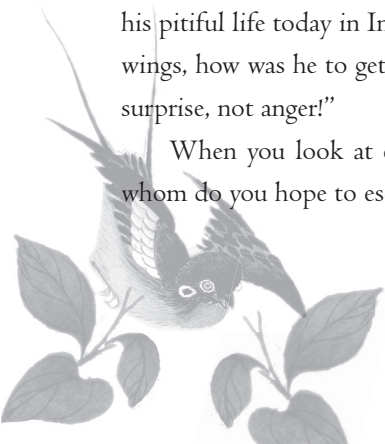 his pitiful life today in In
wings, how was he to get
surprise, not anger!”
When you look at
whom do you hope to es